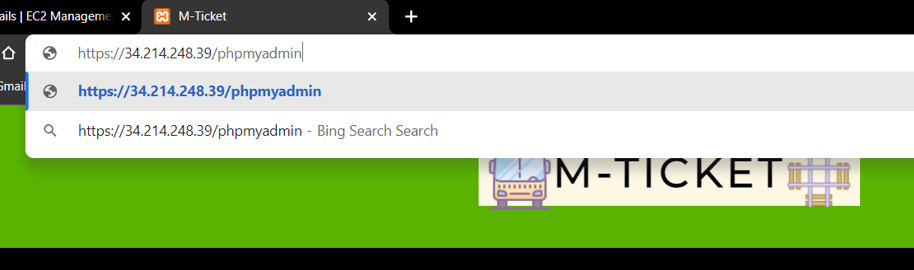 ails | EC2 Manageme
M-Ticket
https://34.214.248.39/phpmyadmin
Gmail
https://34.214.248.39/phpmyadmin
https://34.214.248.39/phpmyadmin - Bing Search Search
M-TICKET